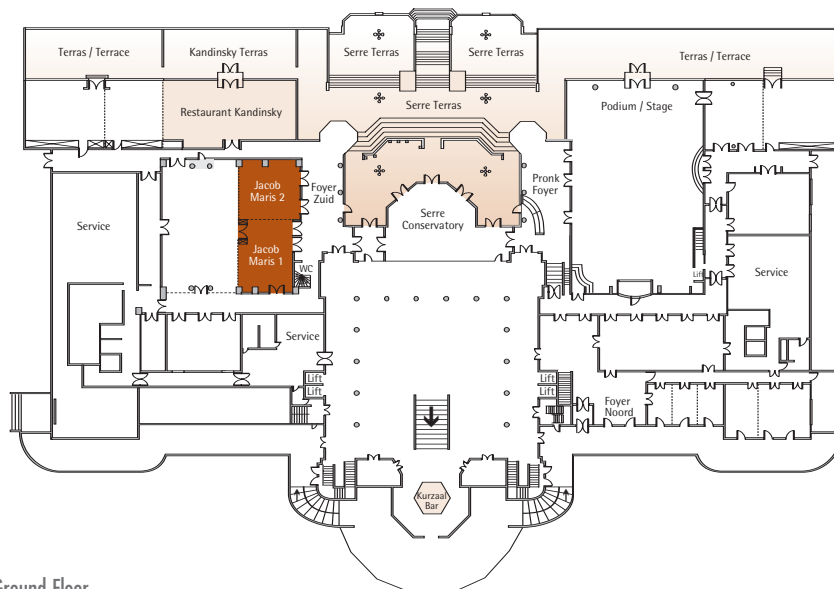 Terras / Terrace
Kandinsky Terras
Serre Terras
Serre Terras
Terras / Terrace
Restaurant Kandinsky
Serre Terras
Podium / Stage
Jacob
Maris 2
Foyer
Zuid
Pronk
Foyer
Service
Serre
Conservatory
Jacob
Maris 1
WC
Lift
Service
Service
Lift
Lift
Lift
Lift
Foyer
Noord
Kurzaal
Bar
Ground Floor